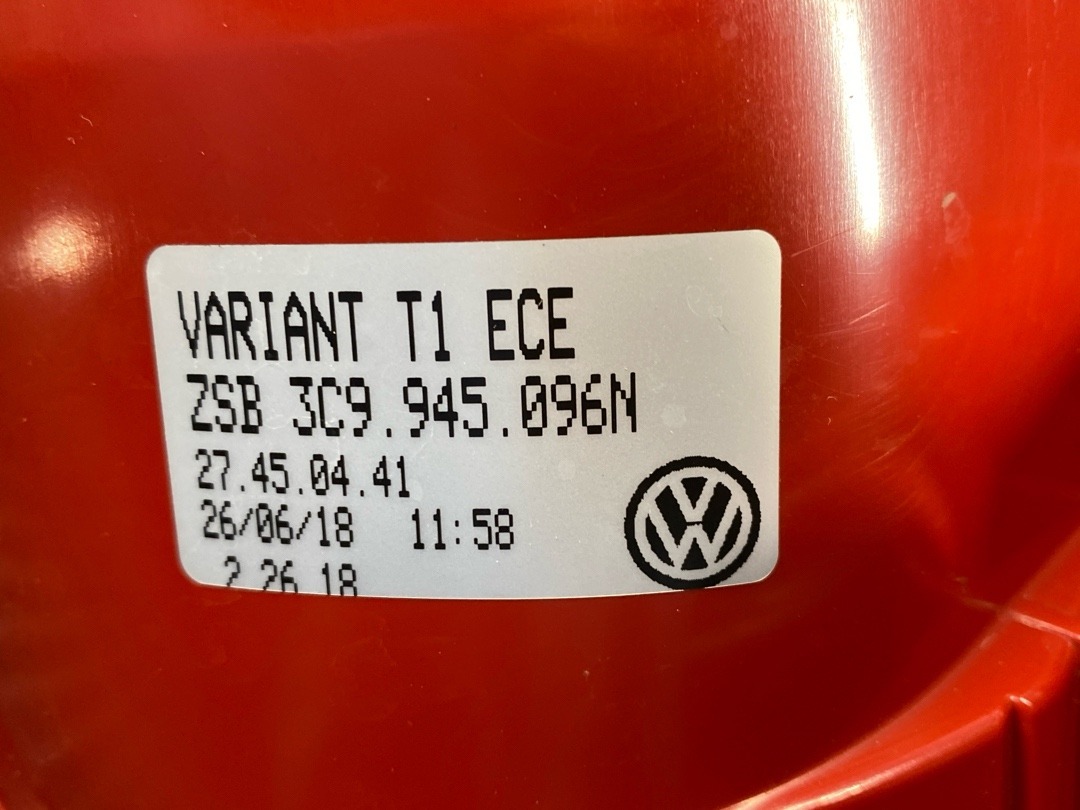 VARIANT T1 ECE
ZSB 3C9.945.096N
27.45.04.41
26/06/18 11:58
2 26 18
VW